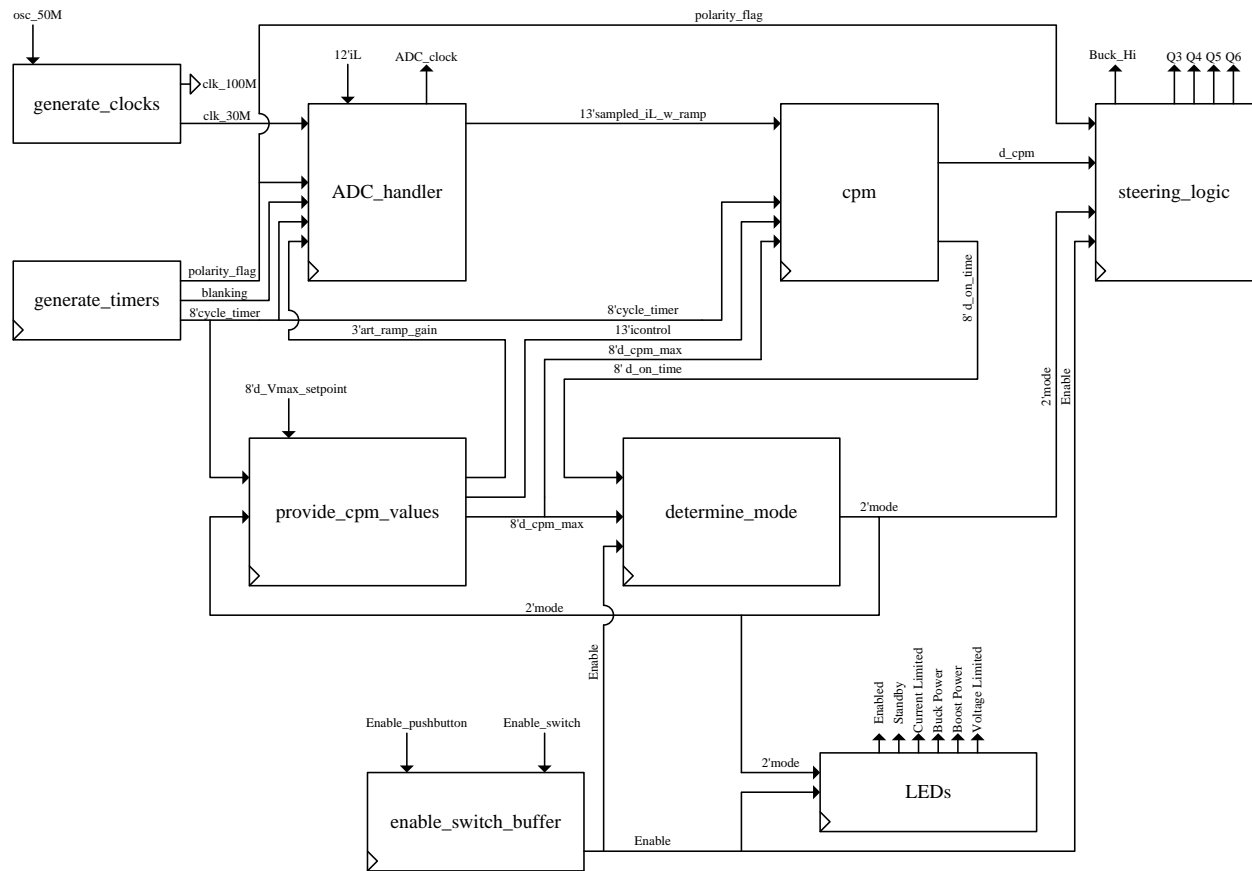 osc_50M
polarity_flag
12'iL
ADC_clock
Buck_Hi
Q3
Q4
Q5
Q6
generate_clocks
clk_100M
clk_30M
13'sampled_iL_w_ramp
d_cpm
ADC_handler
cpm
steering_logic
generate_timers
polarity_flag
blanking
8'cycle_timer
8'cycle_timer
3'art_ramp_gain
13'icontrol
8'd_cpm_max
8' d_on_time
8' d_on_time
2'mode
Enable
8'd_Vmax_setpoint
provide_cpm_values
8'd_cpm_max
determine_mode
2'mode
2'mode
Enable
Enabled
Standby
Current Limited
Buck Power
Boost Power
Voltage Limited
Enable_pushbutton
Enable_switch
2'mode
LEDs
enable_switch_buffer
Enable